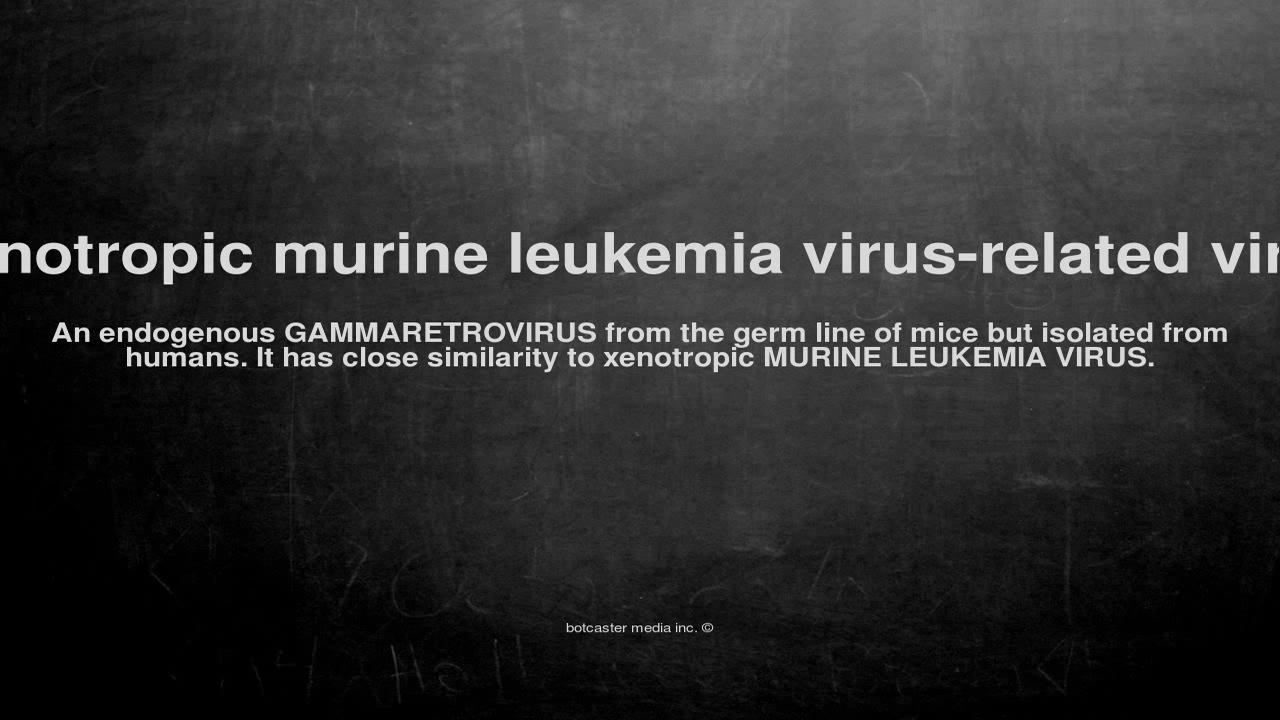 notropic murine leukemia virus-related vir
An endogenous GAMMARETROVIRUS from the germ line of mice but isolated from
humans. It has close similarity to xenotropic MURINE LEUKEMIA VIRUS.
botcaster media inc. ©